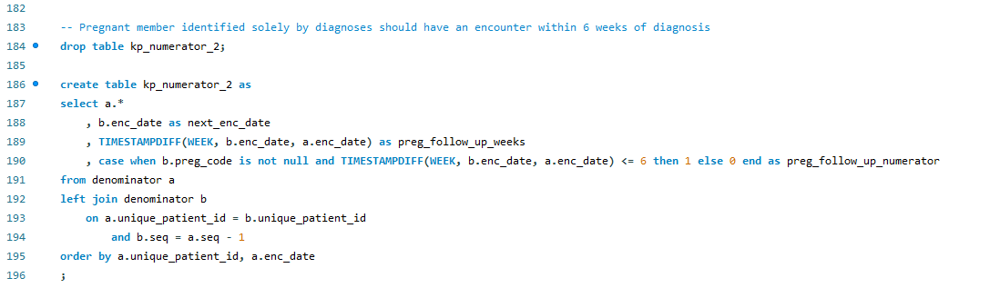 182
183 -- Pregnant member identified solely by diagnoses should have an encounter within 6 weeks of diagnosis
184 drop table kp_numerator_2;
185
186 create table kp_numerator_2 as
187 select a.*
188 , b.enc_date as next_enc_date
189 , TIMESTAMPDIFF(WEEK, b.enc_date, a.enc_date) as preg_follow_up_weeks
190 , case when b.preg_code is not null and TIMESTAMPDIFF(WEEK, b.enc_date, a.enc_date) <= 6 then 1 else 0 end as preg_follow_up_numerator
191 from denominator a
192 left join denominator b
193 on a.unique_patient_id = b.unique_patient_id
194 and b.seq = a.seq - 1
195 order by a.unique_patient_id, a.enc_date
196 ;